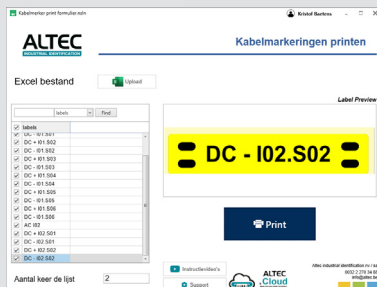 Kabelmarker print formulier.rsln
Kristof Baetens
ALTEC
INDUSTRIAL IDENTIFICATION
Kabelmarkeringen printen
Excel bestand
Upload
Label Preview
labels
Find
labels
DC - I01.S01
DC + I01.S02
DC - I01.S02
DC + I01.S03
DC - I01.S03
DC + I01.S04
DC - I01.S04
DC + I01.S05
DC - I01.S05
DC + I01.S06
DC - I01.S06
AC I02
DC + I02.S01
DC - I02.S01
DC + I02.S02
DC - I02.S02
DC - I02.S02
Print
Aantal keer de lijst
2
Instructievideo's
Support
ALTEC
.Cloud
Altec industrial identification nv / sa